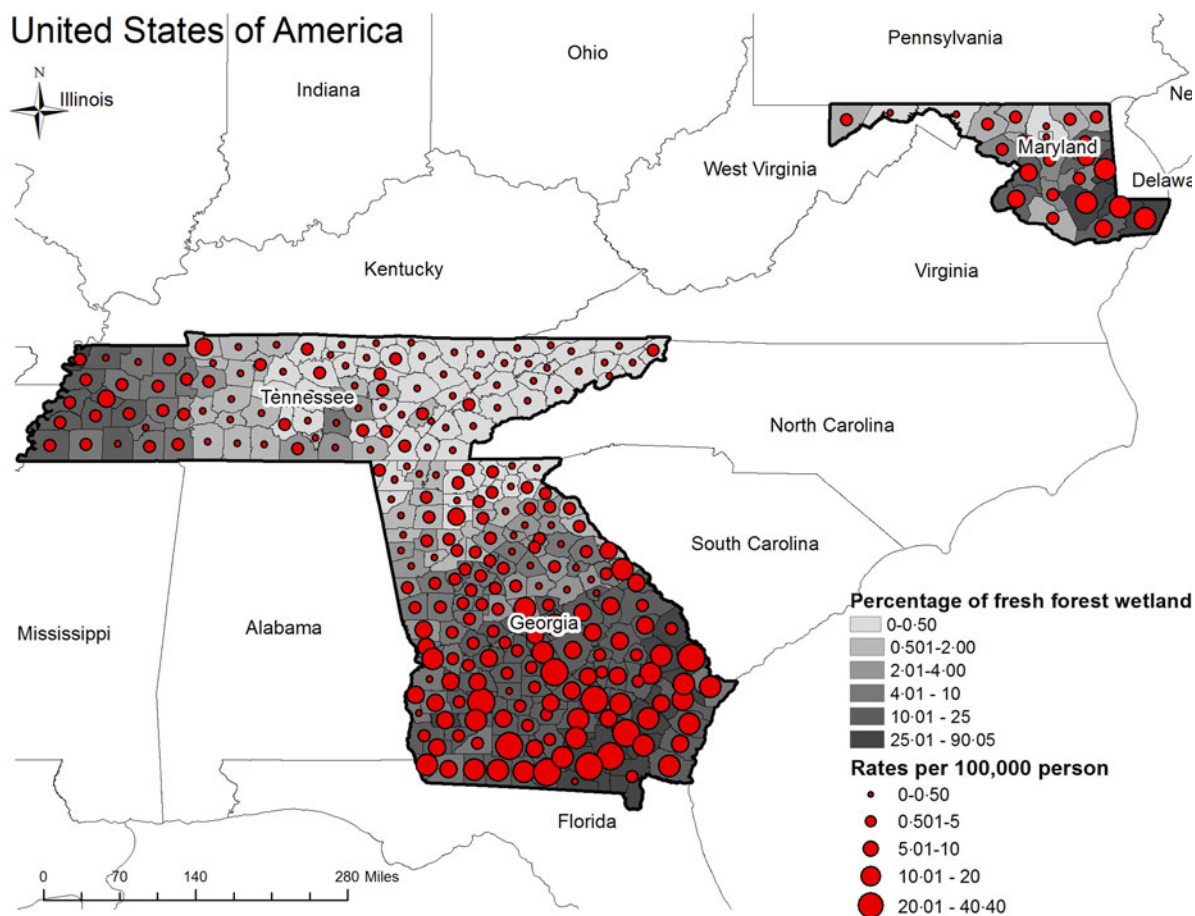 United States of America
N
Illinois
Indiana
Ohio
Pennsylvania
Ne
West Virginia
Maryland
Delawa
Kentucky
Virginia
Tennessee
North Carolina
South Carolina
Mississippi
Alabama
Georgia
Florida
Percentage of fresh forest wetland
0-0·50
0·501-2·00
2·01-4·00
4·01 - 10
10·01 - 25
25·01 - 90·05
Rates per 100,000 person
0-0·50
0·501-5
5·01-10
10·01 - 20
20·01 - 40·40
0 70 140 280 Miles